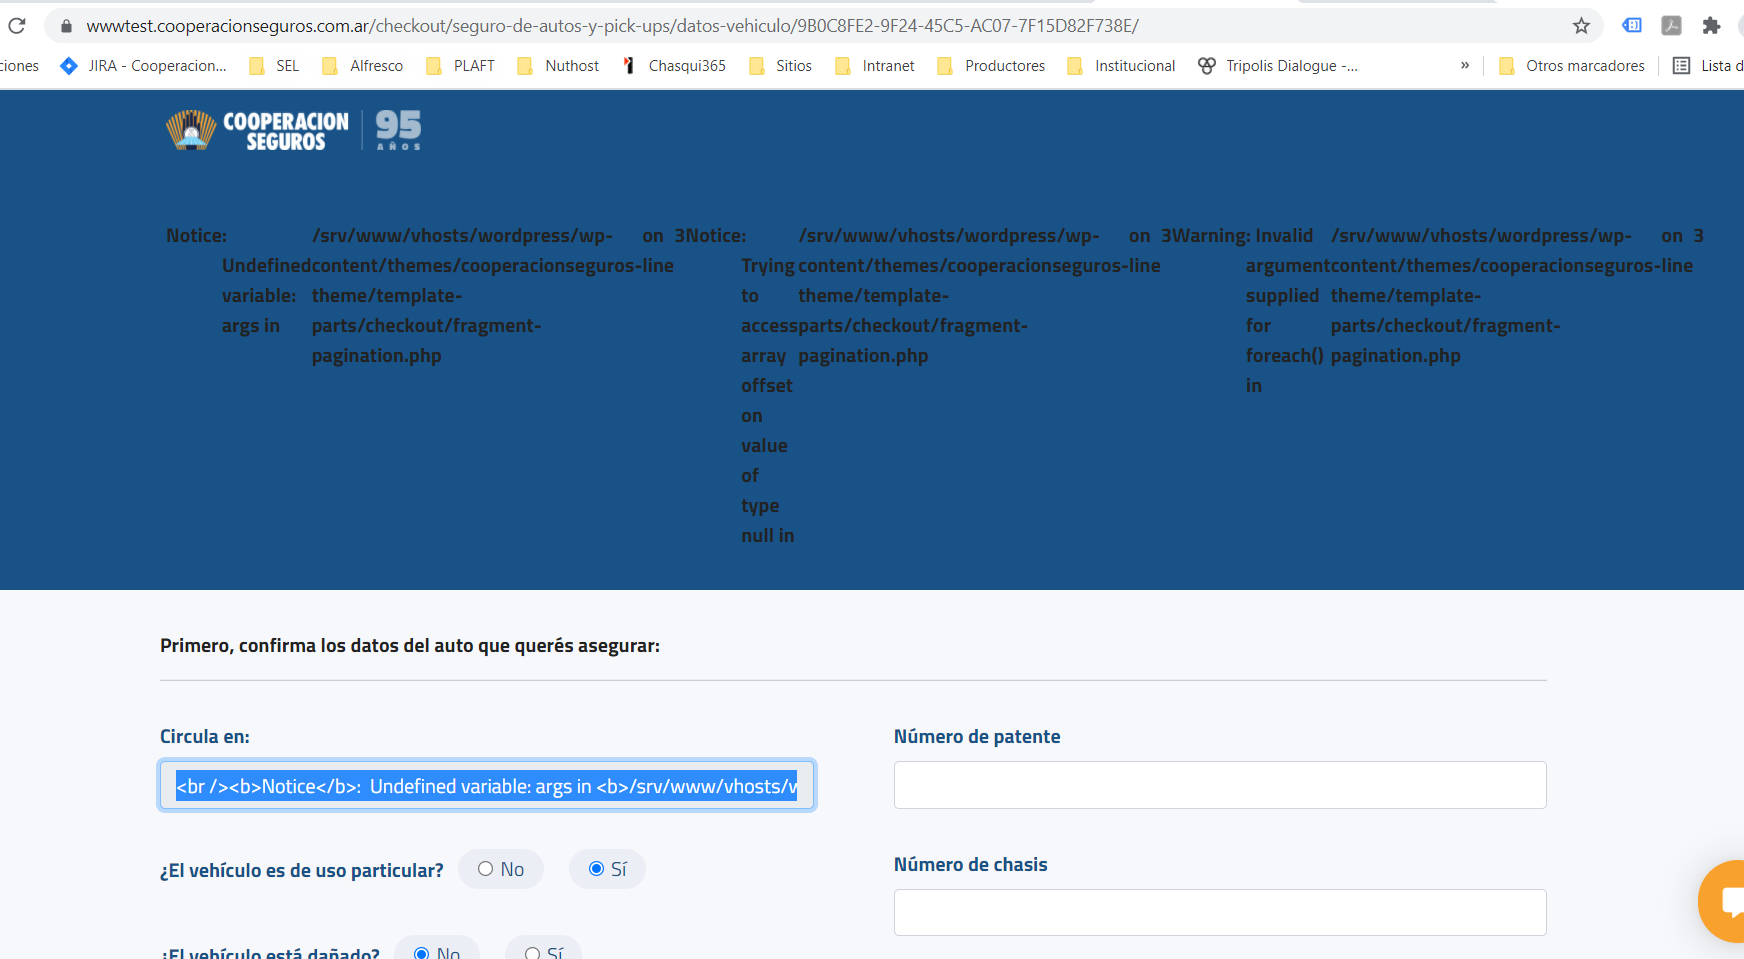 wwwtest.cooperacionseguros.com.ar/checkout/seguro-de-autos-y-pick-ups/datos-vehiculo/9B0C8FE2-9F24-45C5-AC07-7F15D82F738E/
ciones JIRA - Cooperacion... SEL Alfresco PLAFT Nuthost Chasqui365 Sitios Intranet Productores Institucional Tripolis Dialogue -... » Otros marcadores Lista d
COOPERACION
SEGUROS
95
AÑOS
Notice:
Undefined
variable:
args in
/srv/www/vhosts/wordpress/wp-
content/themes/cooperacionseguros-
theme/template-
parts/checkout/fragment-
pagination.php
on
line
3
Notice:
Trying
to
access
array
offset
on
value
of
type
null in
/srv/www/vhosts/wordpress/wp-
content/themes/cooperacionseguros-
theme/template-
parts/checkout/fragment-
pagination.php
on
line
3
Warning:
Invalid
argument
supplied
for
foreach()
in
/srv/www/vhosts/wordpress/wp-
content/themes/cooperacionseguros-
theme/template-
parts/checkout/fragment-
pagination.php
on
line
3
Primero, confirma los datos del auto que querés asegurar:
Circula en:
<br /><b>Notice</b>:  Undefined variable: args in <b>/srv/www/vhosts/w
Número de patente
¿El vehículo es de uso particular? No Sí
Número de chasis
¿El vehículo está dañado? No Sí